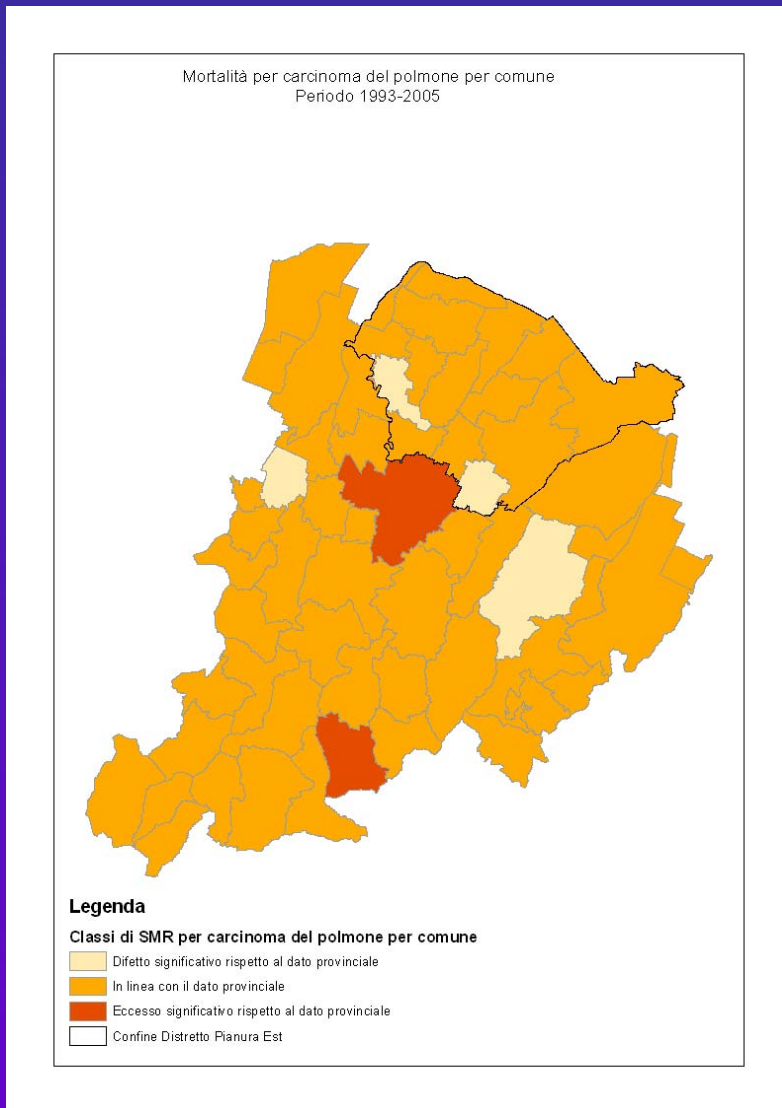 Mortalità per carcinoma del polmone per comune
Periodo 1993-2005
Legenda
Classi di SMR per carcinoma del polmone per comune
Difetto significativo rispetto al dato provinciale
In linea con il dato provinciale
Eccesso significativo rispetto al dato provinciale
Confine Distretto Pianura Est